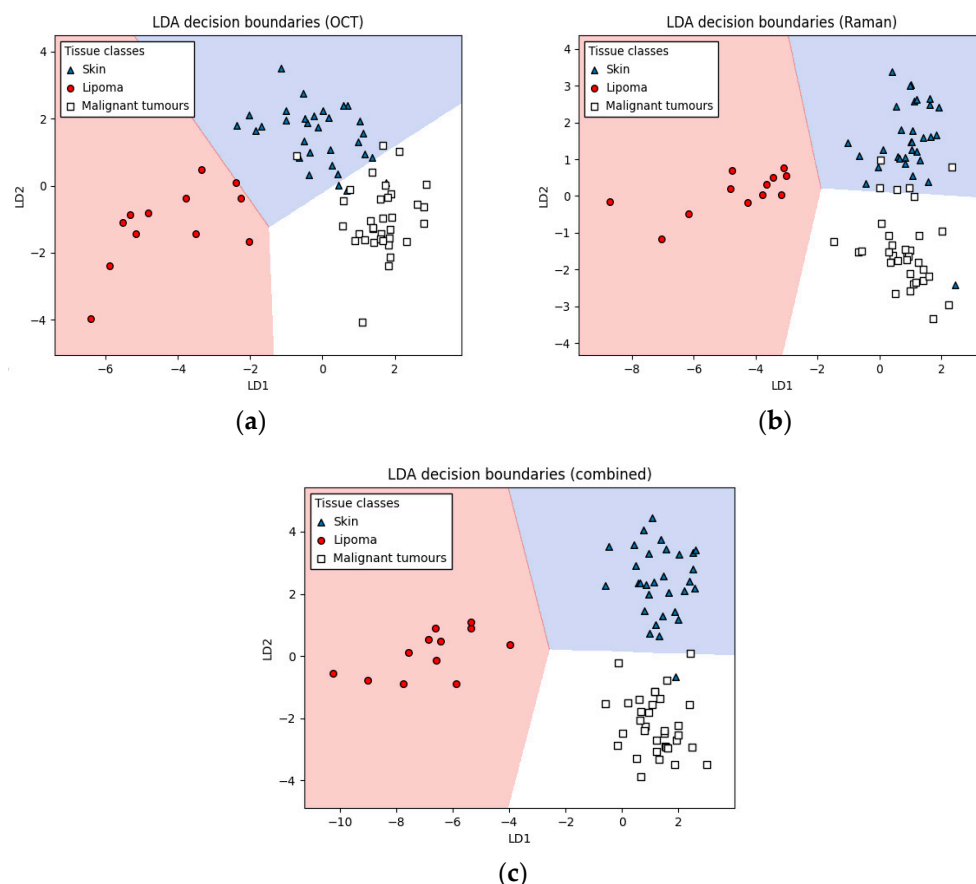 LDA decision boundaries (OCT)
Tissue classes
Skin
Lipoma
Malignant tumours
4
2
0
−2
−4
LD2
−6
−4
−2
0
2
LD1
(a)
LDA decision boundaries (Raman)
Tissue classes
Skin
Lipoma
Malignant tumours
4
3
2
1
0
−1
−2
−3
−4
LD2
−8
−6
−4
−2
0
2
LD1
(b)
LDA decision boundaries (combined)
Tissue classes
Skin
Lipoma
Malignant tumours
4
2
0
−2
−4
LD2
−10
−8
−6
−4
−2
0
2
LD1
(c)